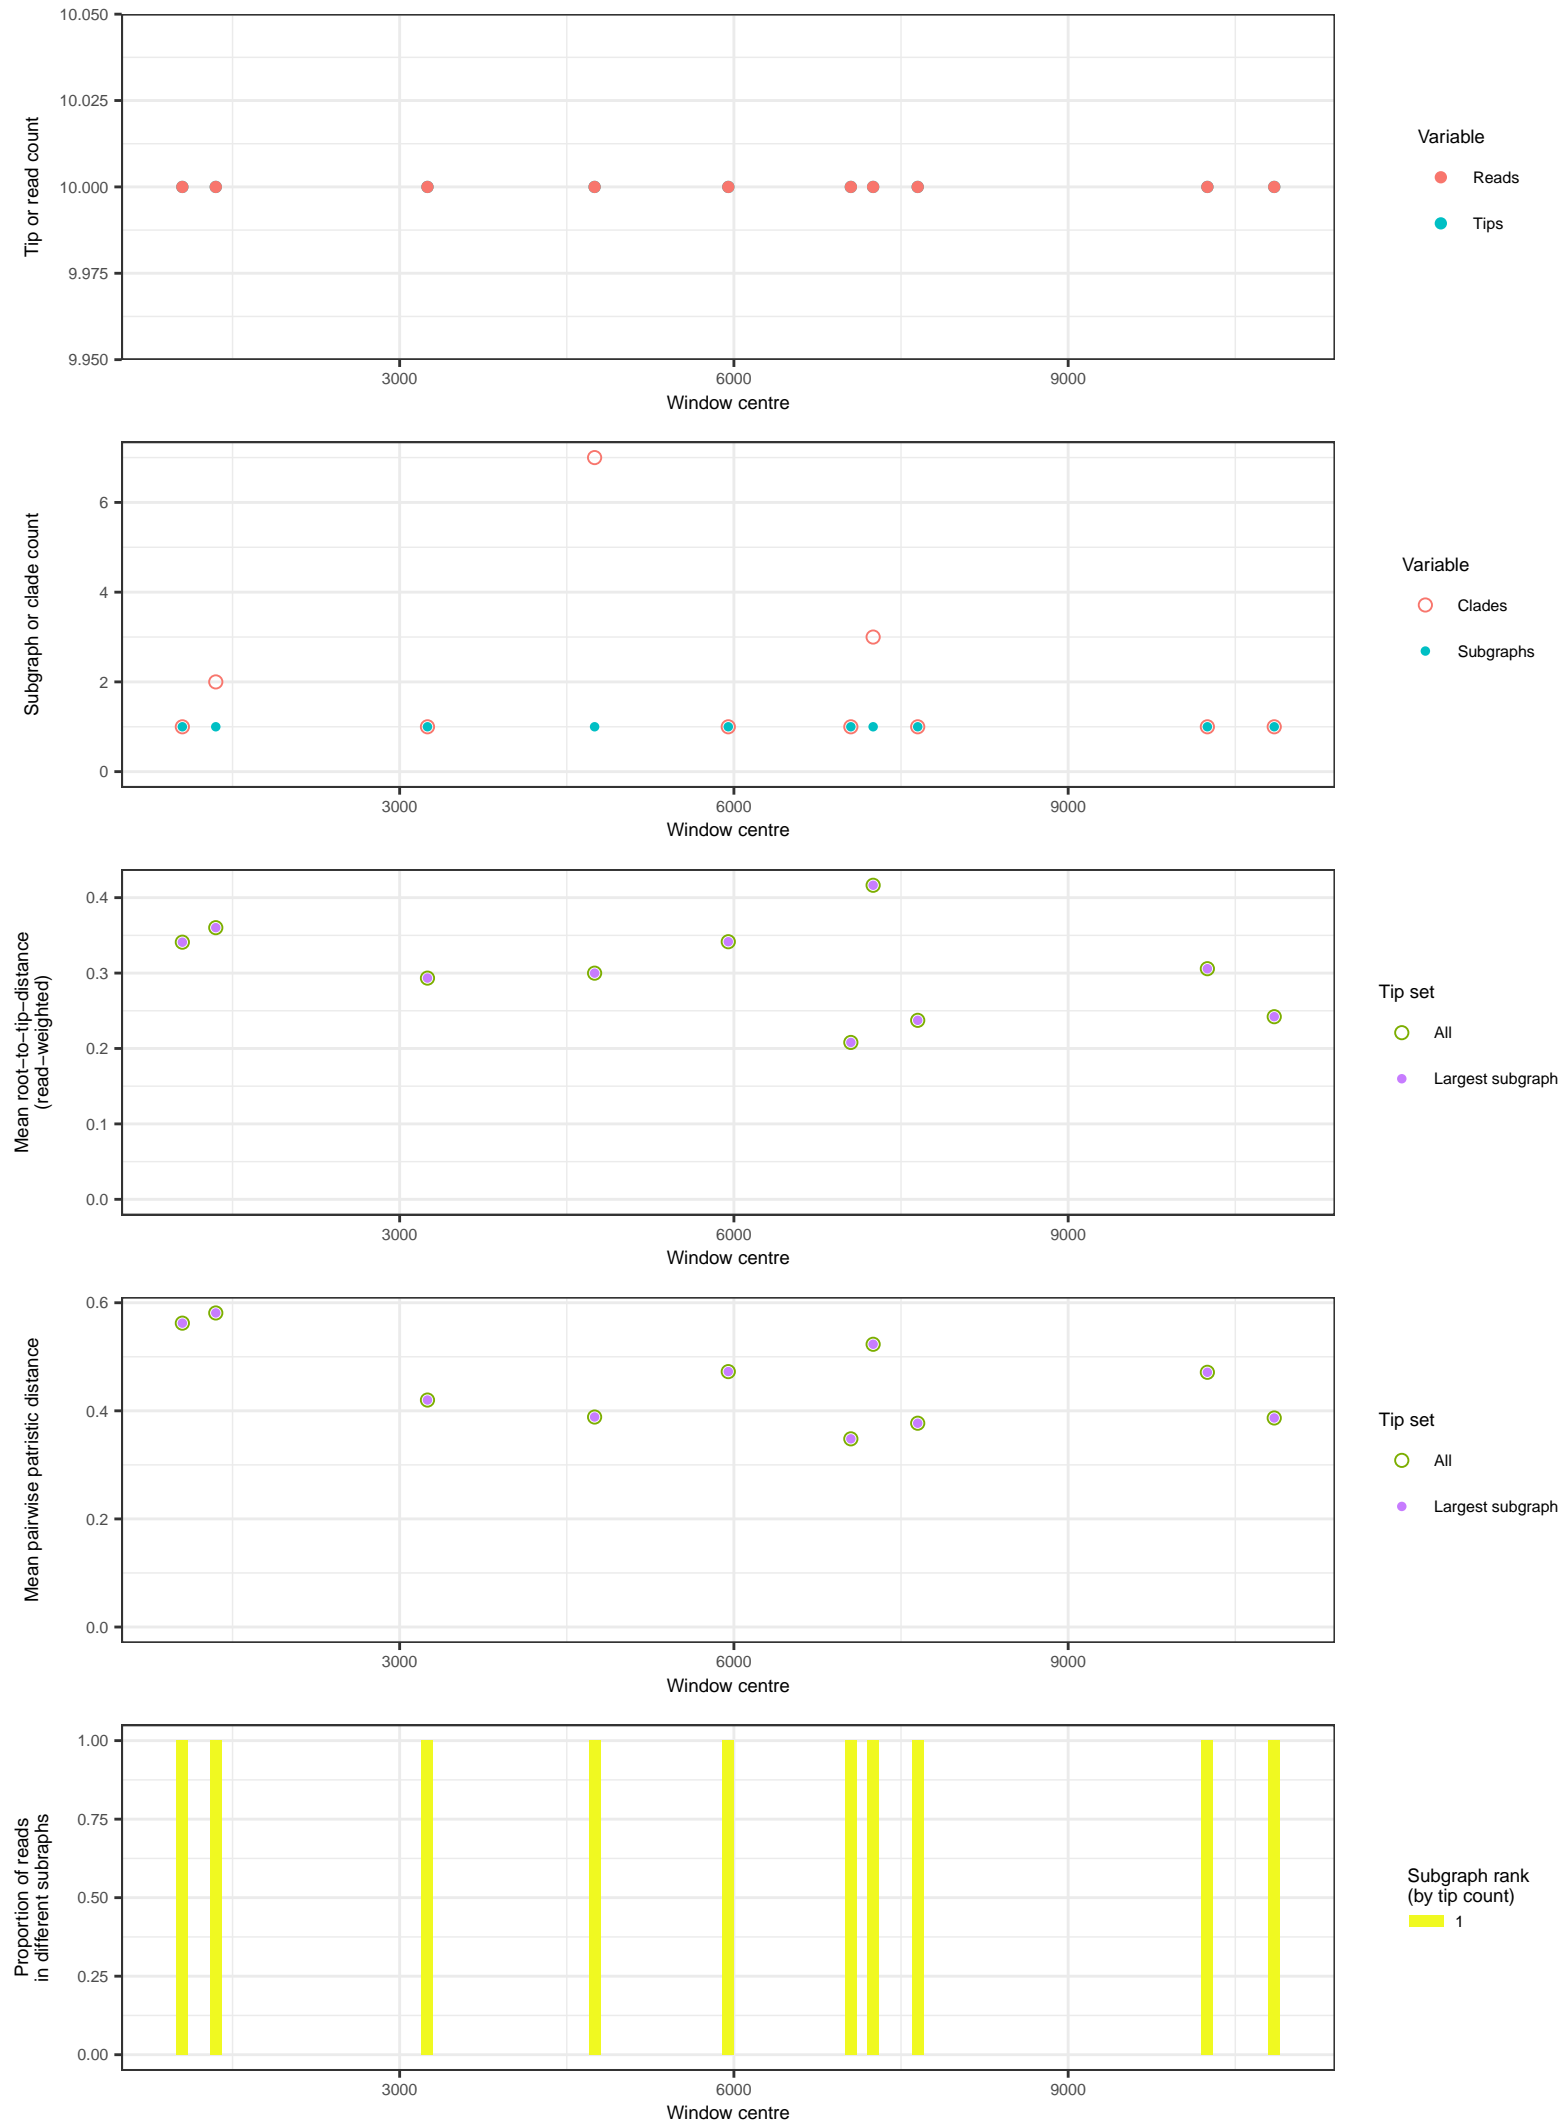 10.050
10.025
10.000
9.975
9.950
Tip or read count
3000 6000 9000
Window centre
Variable
Reads
Tips
6
4
2
0
Subgraph or clade count
3000 6000 9000
Window centre
Variable
Clades
Subgraphs
0.4
0.3
0.2
0.1
0.0
Mean root−to−tip−distance
(read−weighted)
3000 6000 9000
Window centre
Tip set
All
Largest subgraph
0.6
0.4
0.2
0.0
Mean pairwise patristic distance
3000 6000 9000
Window centre
Tip set
All
Largest subgraph
1.00
0.75
0.50
0.25
0.00
Proportion of reads
in different subraphs
3000 6000 9000
Window centre
Subgraph rank
(by tip count)
1